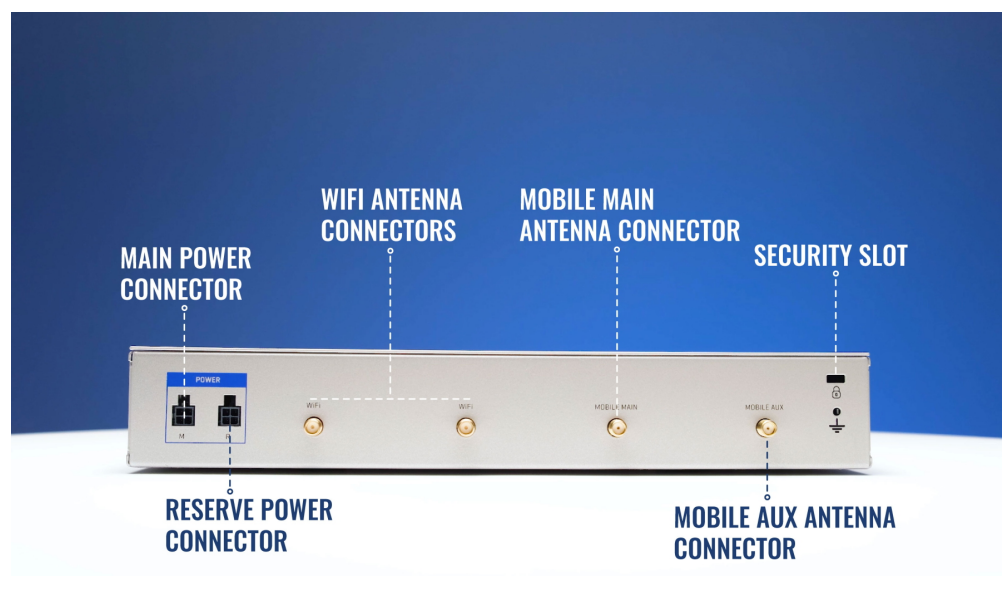 WIFI ANTENNA
CONNECTORS
MOBILE MAIN
ANTENNA CONNECTOR
MAIN POWER
CONNECTOR
SECURITY SLOT
POWER
M
R
WiFi
WiFi
MOBILE MAIN
MOBILE AUX
RESERVE POWER
CONNECTOR
MOBILE AUX ANTENNA
CONNECTOR